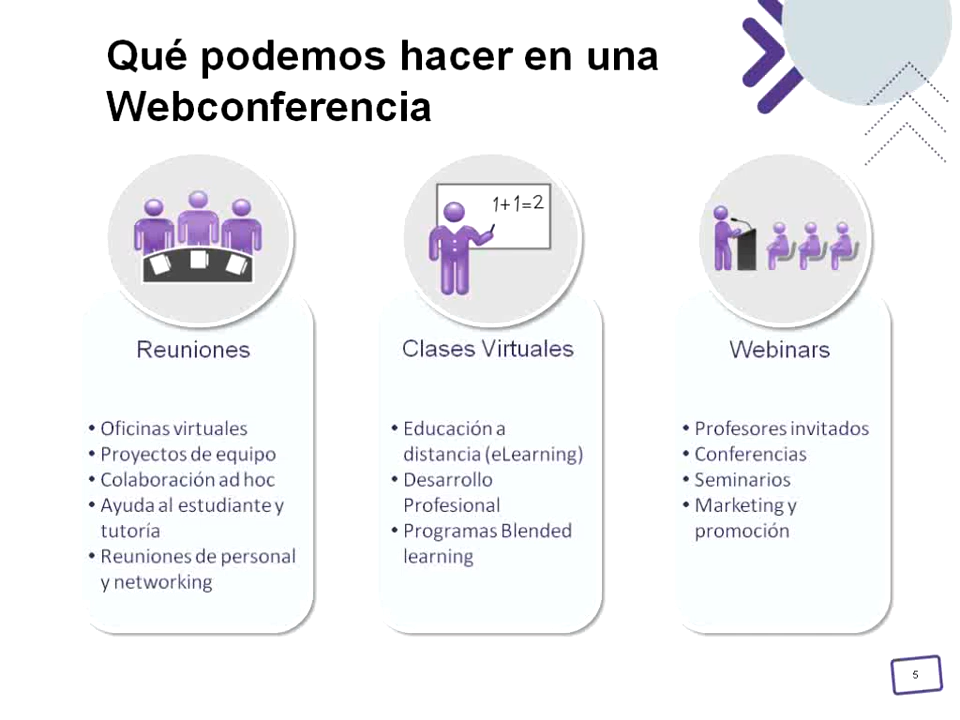 Qué podemos hacer en una
Webconferencia
1+1=2
Reuniones
• Oficinas virtuales
• Proyectos de equipo
• Colaboración ad hoc
• Ayuda al estudiante y
tutoría
• Reuniones de personal
y networking
Clases Virtuales
• Educación a
distancia (eLearning)
• Desarrollo
Profesional
• Programas Blended
learning
Webinars
• Profesores invitados
• Conferencias
• Seminarios
• Marketing y
promoción
5